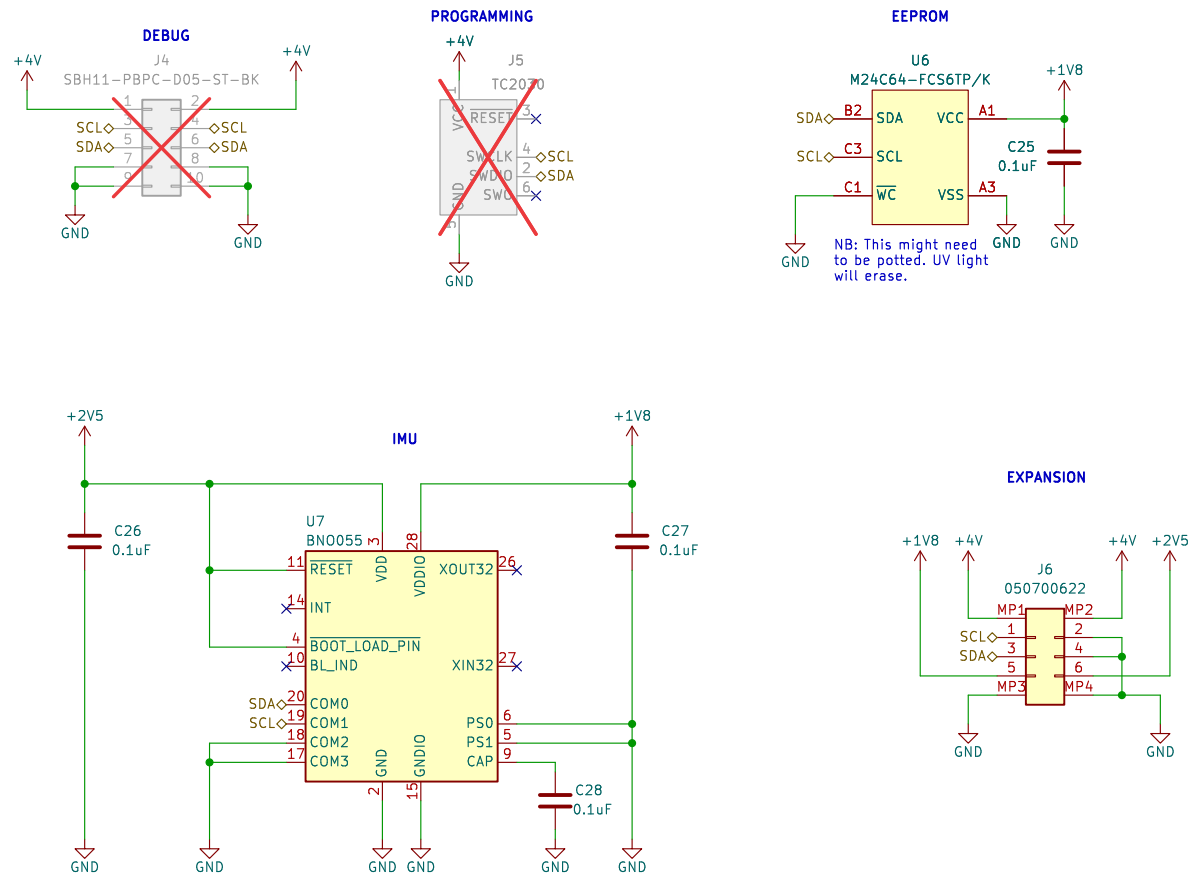 DEBUG
+4V
+4V
J4
SBH11-PBPC-D05-ST-BK
1
2
3
4
5
6
7
8
9
10
SCL
SCL
SDA
SDA
GND
GND
PROGRAMMING
+4V
J5
TC2030
1
VCC
RESET
3
SWCLK
4
SCL
SWDIO
2
SDA
SWO
6
GND
5
GND
EEPROM
U6
M24C64-FCS6TP/K
+1V8
SDA
B2
SDA
VCC
A1
SCL
C3
SCL
C25
0.1uF
C1
WC
VSS
A3
GND
GND
GND
NB: This might need
to be potted. UV light
will erase.
IMU
+2V5
+1V8
C26
0.1uF
C27
0.1uF
U7
BNO055
3
VDD
28
VDDIO
11
RESET
XOUT32
26
14
INT
4
BOOT_LOAD_PIN
10
BL_IND
XIN32
27
SDA
20
COM0
SCL
19
COM1
PS0
6
18
COM2
PS1
5
17
COM3
CAP
9
GND
2
GNDIO
15
C28
0.1uF
GND
GND
GND
GND
GND
GND
EXPANSION
+1V8
+4V
+4V
+2V5
J6
050700622
MP1
MP2
SCL
1
2
SDA
3
4
5
6
MP3
MP4
GND
GND